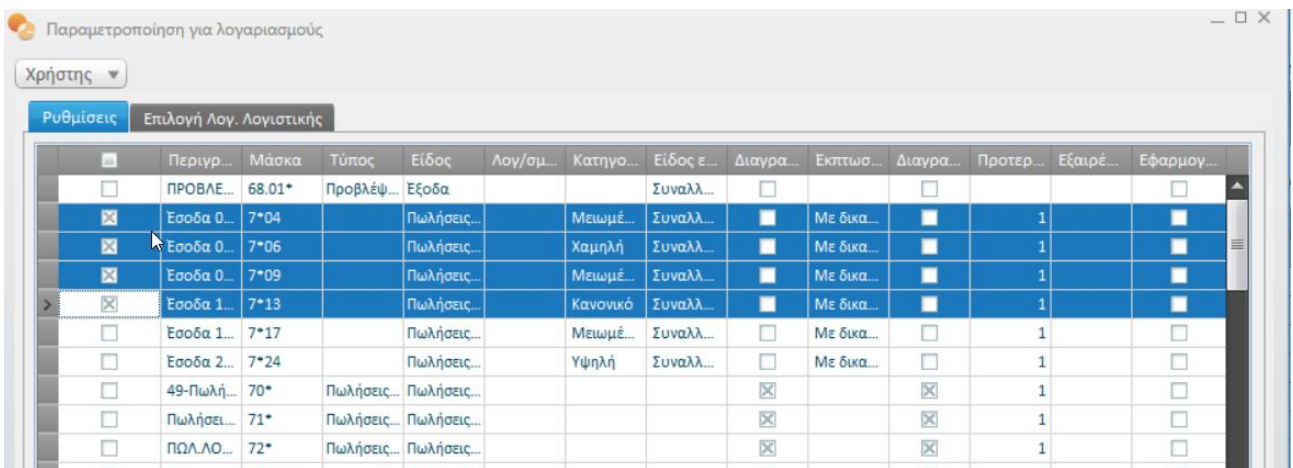 Παραμετροποίηση για λογαριασμούς
Χρήστης
Ρυθμίσεις Επιλογή Λογ. Λογιστικής
Περιγρ... Μάσκα Τύπος Είδος Λογ/σμ... Κατηγο... Είδος ε... Διαγρα... Εκπτωσ... Διαγρα... Προτερ... Εξαιρέ... Εφαρμογ...
ΠΡΟΒΛΕ... 68.01* Προβλέψ... Έξοδα Συναλλ...
Έσοδα 0... 7*04 Πωλήσεις... Μειωμέ... Συναλλ... Με δικα... 1
Έσοδα 0... 7*06 Πωλήσεις... Χαμηλή Συναλλ... Με δικα... 1
Έσοδα 0... 7*09 Πωλήσεις... Μειωμέ... Συναλλ... Με δικα... 1
Έσοδα 1... 7*13 Πωλήσεις... Κανονικό Συναλλ... Με δικα... 1
Έσοδα 1... 7*17 Πωλήσεις... Μειωμέ... Συναλλ... Με δικα... 1
Έσοδα 2... 7*24 Πωλήσεις... Υψηλή Συναλλ... Με δικα... 1
49-Πωλή... 70* Πωλήσεις... Πωλήσεις... 1
Πωλήσει... 71* Πωλήσεις... Πωλήσεις... 1
ΠΩΛ.ΛΟ... 72* Πωλήσεις... Πωλήσεις... 1